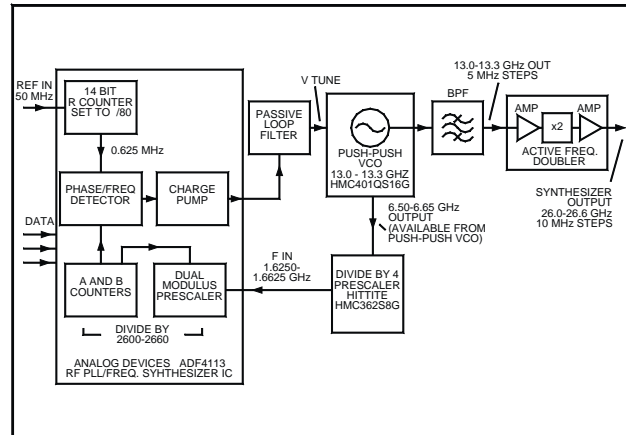 REF IN
50 MHz
14 BIT
R COUNTER
SET TO /80
0.625 MHz
PHASE/FREQ
DETECTOR
CHARGE
PUMP
DATA
A AND B
COUNTERS
DUAL
MODULUS
PRESCALER
DIVIDE BY
2600-2660
ANALOG DEVICES ADF4113
RF PLL/FREQ. SYHTHESIZER IC
PASSIVE
LOOP
FILTER
V TUNE
PUSH-PUSH
VCO
13.0 - 13.3 GHZ
HMC401QS16G
6.50-6.65 GHz
OUTPUT
(AVAILABLE FROM
PUSH-PUSH VCO)
F IN
1.6250-
1.6625 GHz
DIVIDE BY 4
PRESCALER
HITTITE
HMC362S8G
BPF
13.0-13.3 GHz OUT
5 MHz STEPS
AMP
x2
AMP
ACTIVE FREQ.
DOUBLER
SYNTHESIZER
OUTPUT
26.0-26.6 GHz
10 MHz STEPS